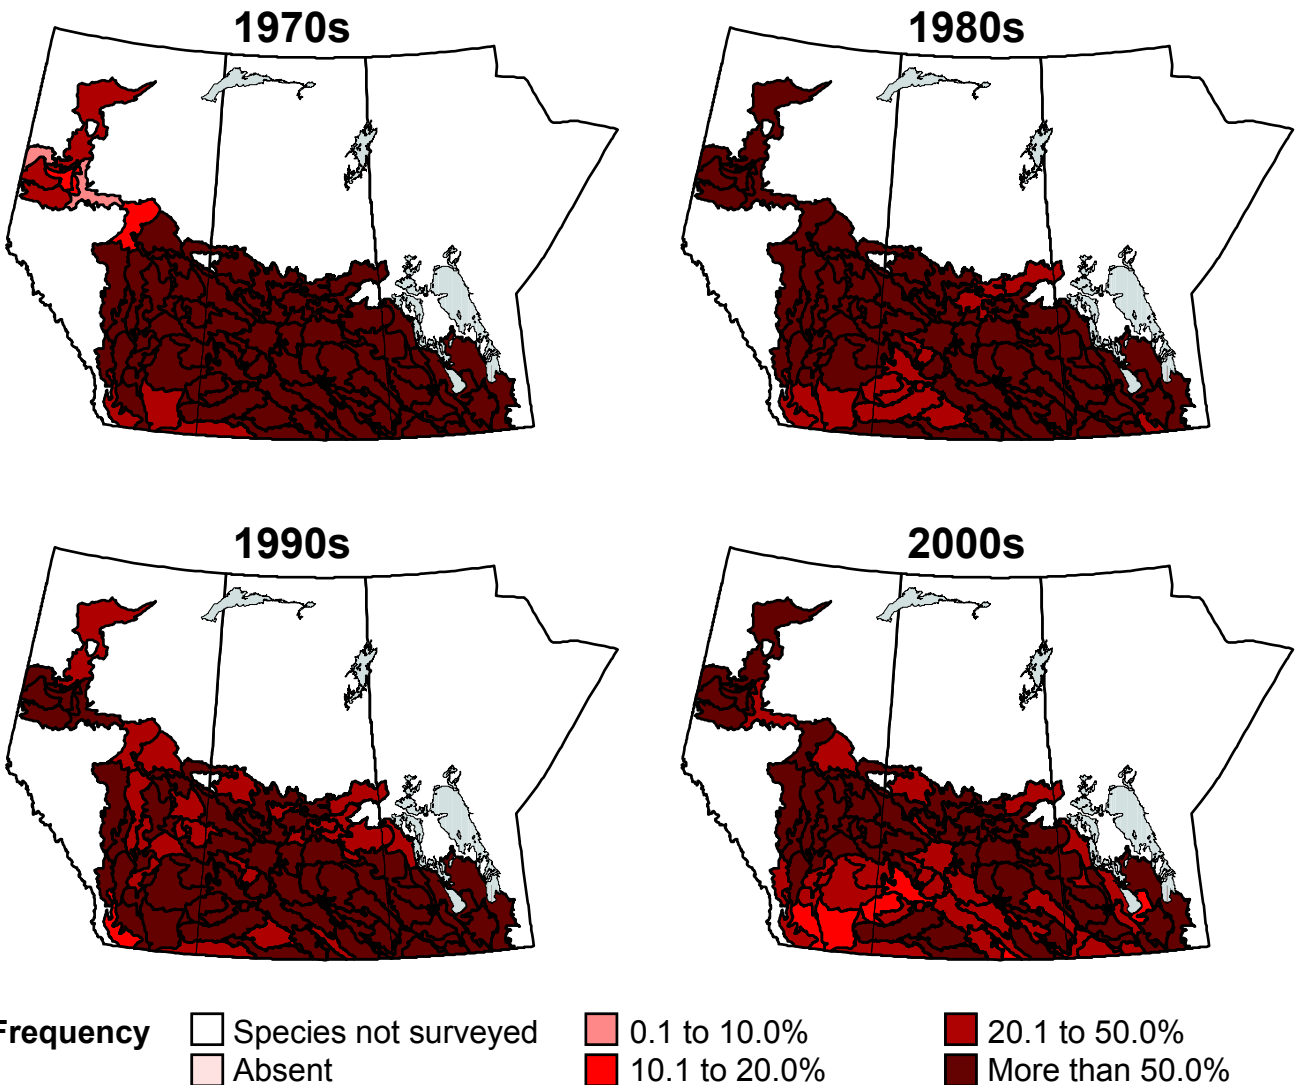 1970s
1980s
1990s
2000s
Frequency
Species not surveyed
0.1 to 10.0%
20.1 to 50.0%
Absent
10.1 to 20.0%
More than 50.0%